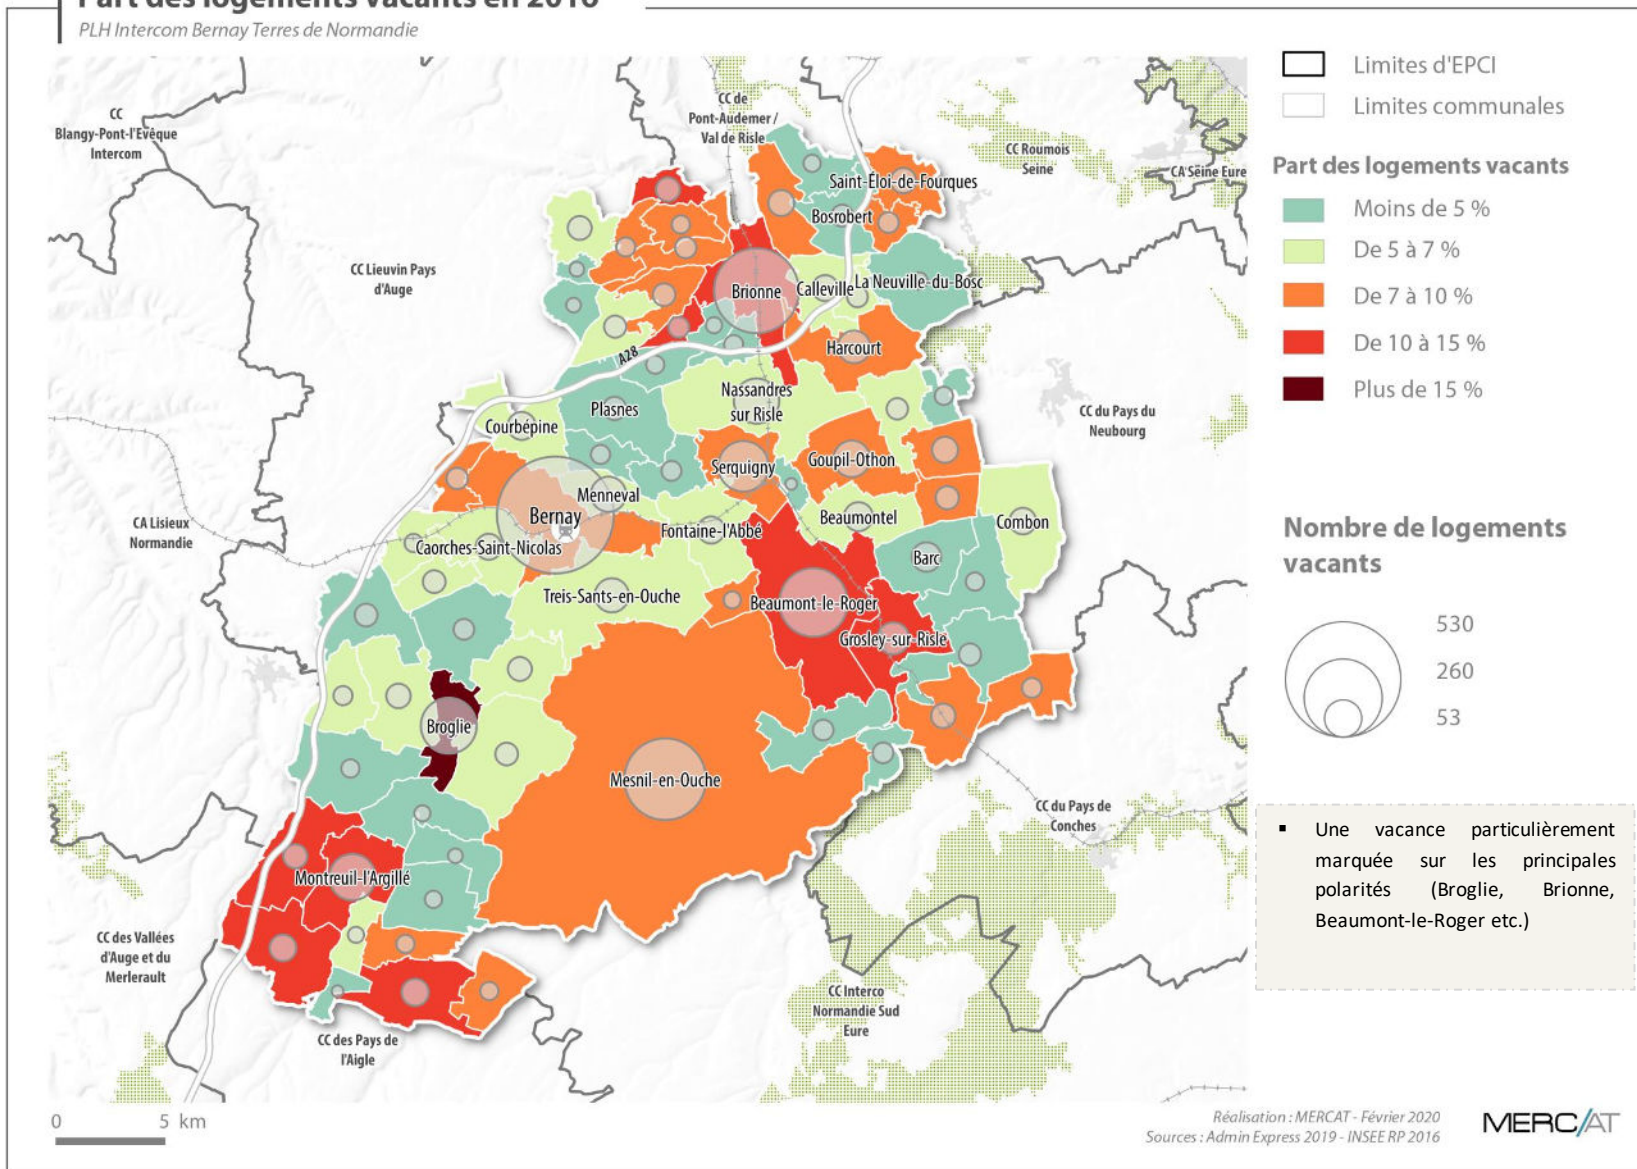 Part des logements vacants en 2016
PLH Intercom Bernay Terres de Normandie
CC
Blangy-Pont-l'Evêque
Intercom
CC de
Pont-Audemer /
Val de Risle
CC Roumois
Seine
CA Seine Eure
Saint-Éloi-de-Fourques
Bosrobert
CC Lieuvin Pays
d'Auge
Brionne
Calleville
La Neuville-du-Bosc
A28
Harcourt
Nassandres
sur Risle
Plasnes
Courbépine
CC du Pays du
Neubourg
Serquigny
Goupil-Othon
Menneval
Bernay
CA Lisieux
Normandie
Fontaine-l'Abbé
Beaumontel
Combon
Caorches-Saint-Nicolas
Barc
Treis-Sants-en-Ouche
Beaumont-le-Roger
Grosley-sur-Risle
Broglie
Mesnil-en-Ouche
CC du Pays de
Conches
Montreuil-l'Argillé
CC des Vallées
d'Auge et du
Merlerault
CC Interco
Normandie Sud
Eure
CC des Pays de
l'Aigle
0 5 km
Limites d'EPCI
Limites communales
Part des logements vacants
Moins de 5 %
De 5 à 7 %
De 7 à 10 %
De 10 à 15 %
Plus de 15 %
Nombre de logements
vacants
530
260
53
▪ Une vacance particulièrement
marquée sur les principales
polarités (Broglie, Brionne,
Beaumont-le-Roger etc.)
Réalisation : MERCAT - Février 2020
Sources : Admin Express 2019 - INSEE RP 2016
MERC/AT